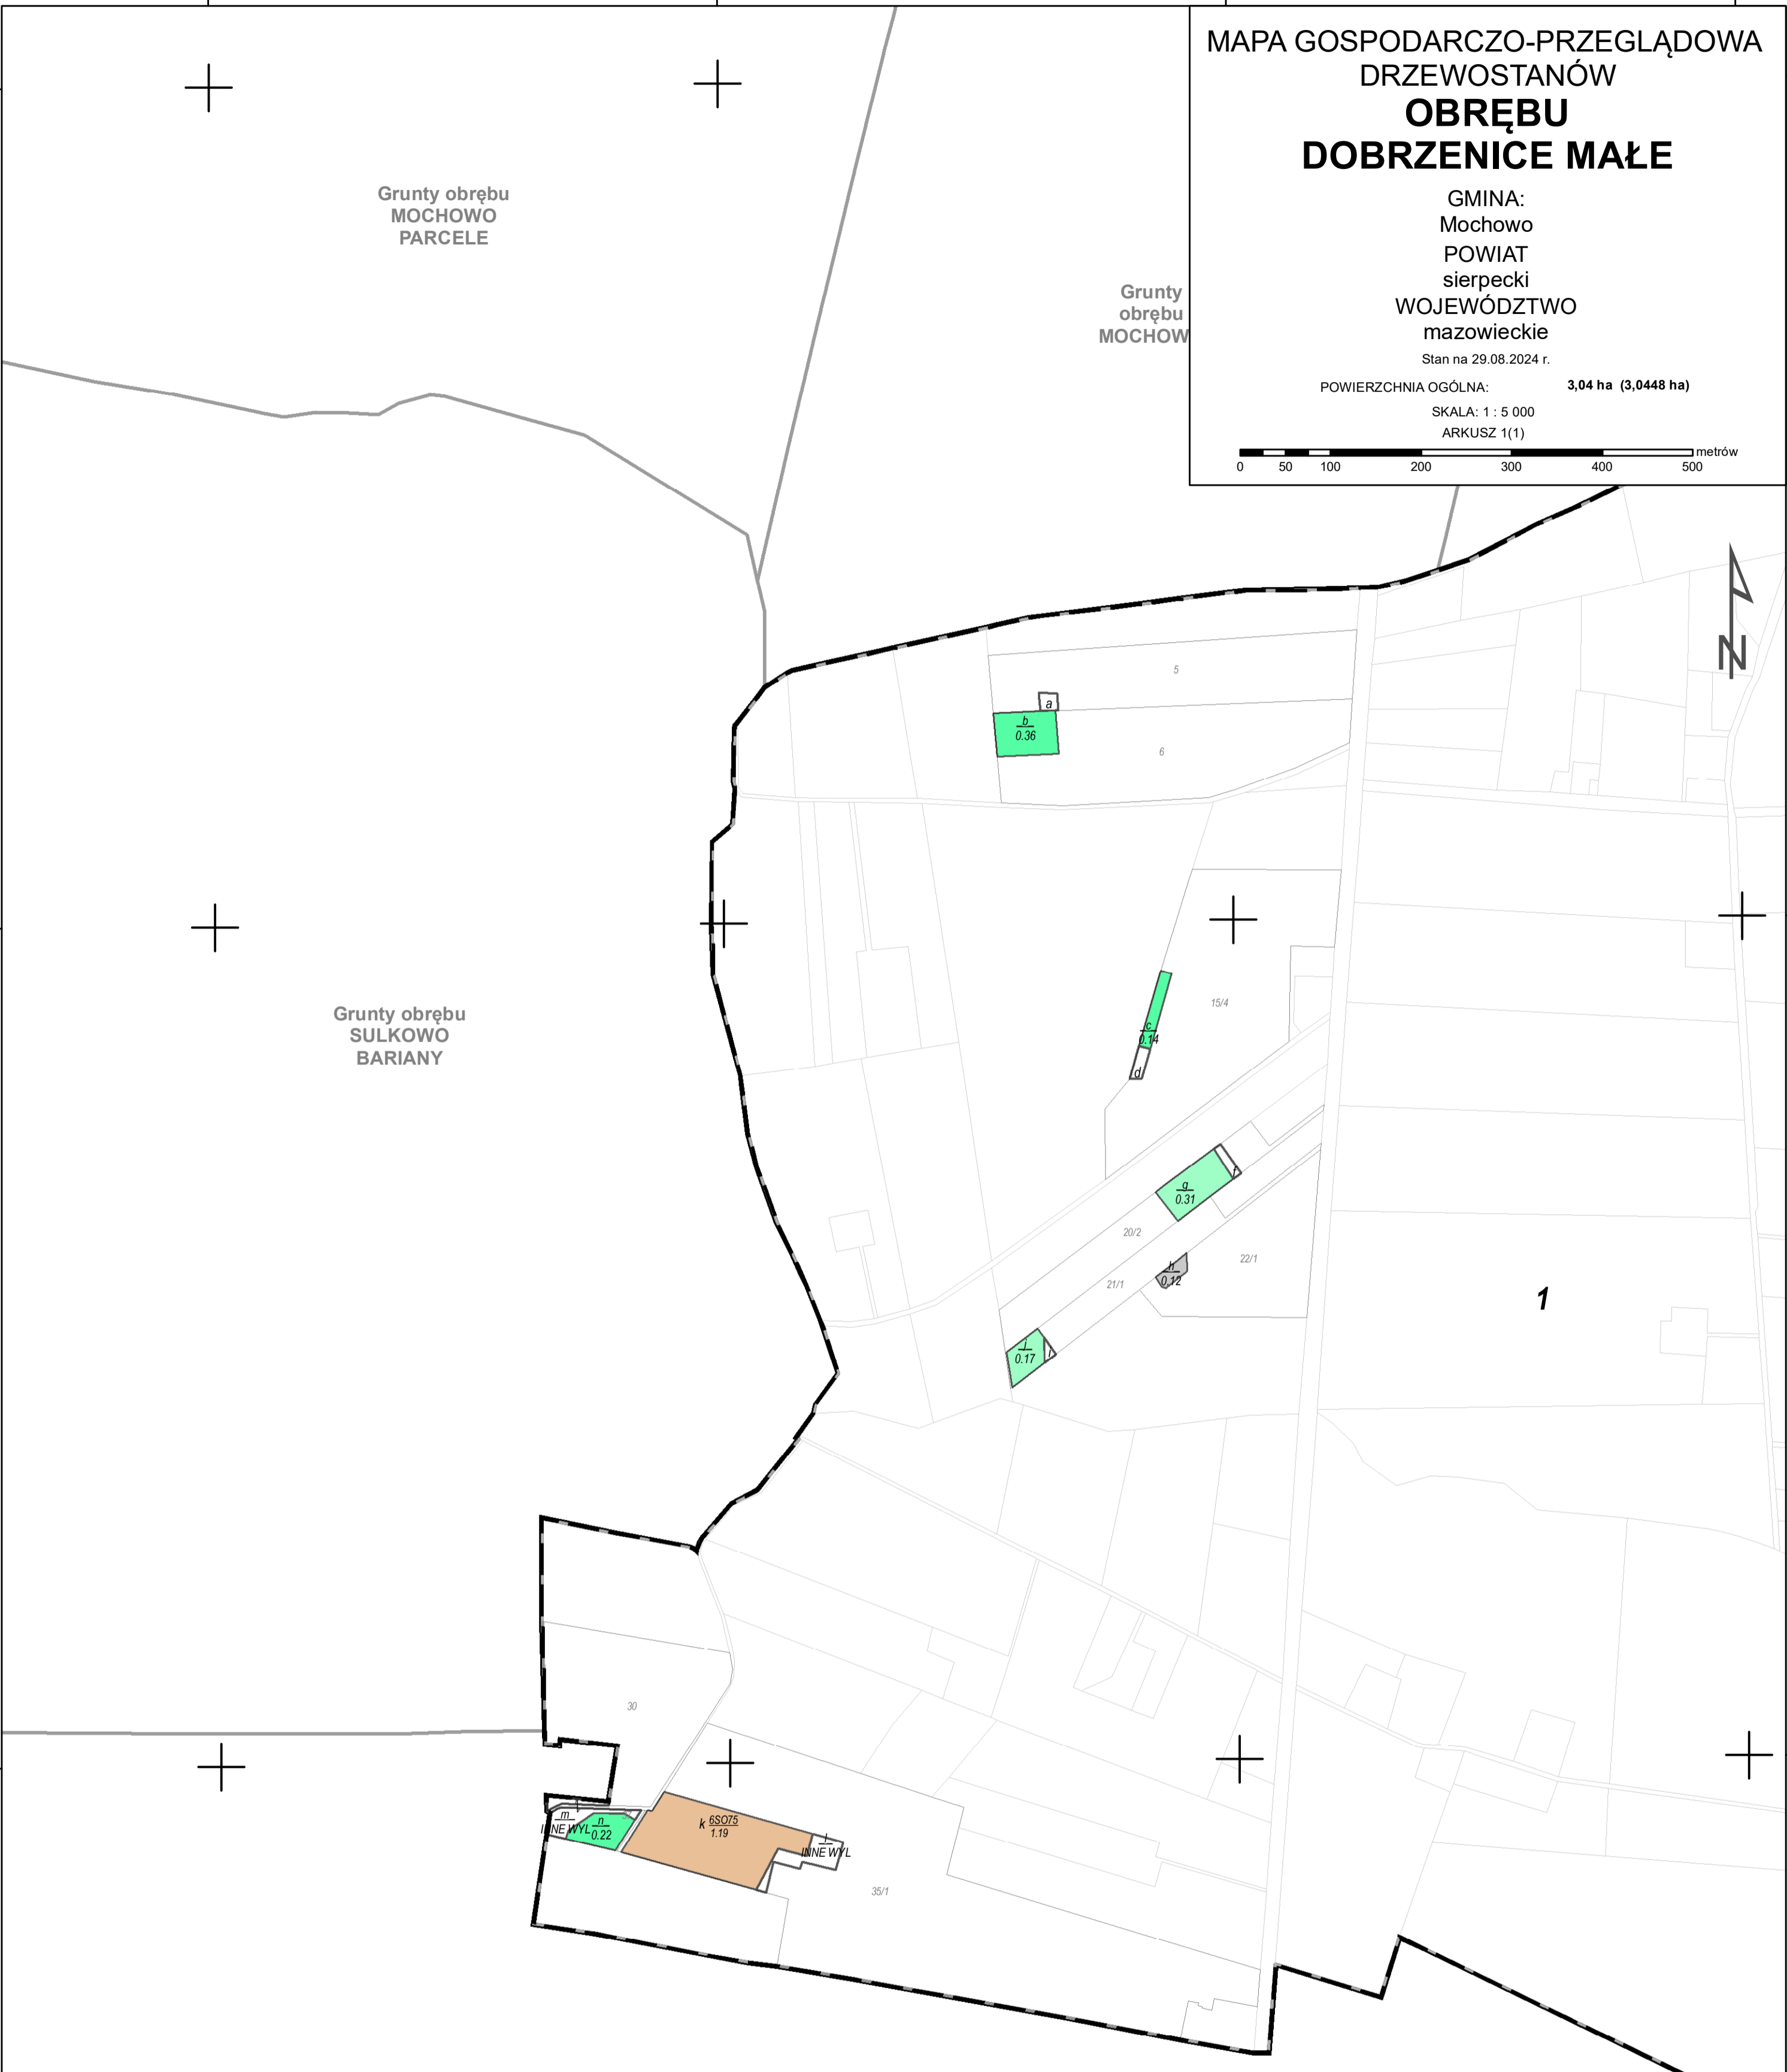 MAPA GOSPODARCZO-PRZEGLĄDOWA
DRZEWOSTANÓW
OBRĘBU
DOBRZENICE MAŁE
GMINA:
Mochowo
POWIAT
sierpecki
WOJEWÓDZTWO
mazowieckie
Stan na 29.08.2024 r.
POWIERZCHNIA OGÓLNA: 3,04 ha (3,0448 ha)
SKALA: 1 : 5 000
ARKUSZ 1(1)
metrów
0 50 100 200 300 400 500
Grunty obrębu
MOCHOWO
PARCELE
Grunty
obrębu
MOCHOW
N
5
a
b
0.36
6
Grunty obrębu
SULKOWO
BARIANY
15/4
c
0.14
d
f
g
0.31
20/2
22/1
h
0.12
21/1
1
j
0.17
i
30
m
INNE WYL
n
0.22
k 6SO75
1.19
l
INNE WYL
35/1